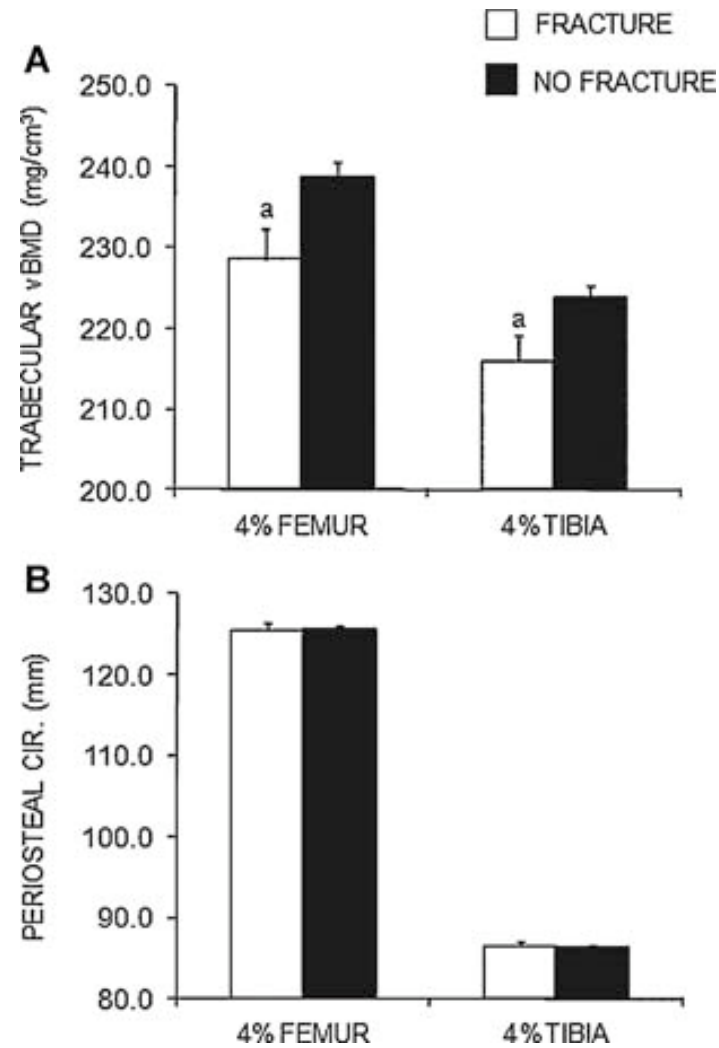 FRACTURE
NO FRACTURE
A
TRABECULAR vBMD (mg/cm³)
250.0
240.0
230.0
220.0
210.0
200.0
a
a
4% FEMUR
4% TIBIA
B
PERIOSTEAL CIR. (mm)
130.0
120.0
110.0
100.0
90.0
80.0
4% FEMUR
4% TIBIA